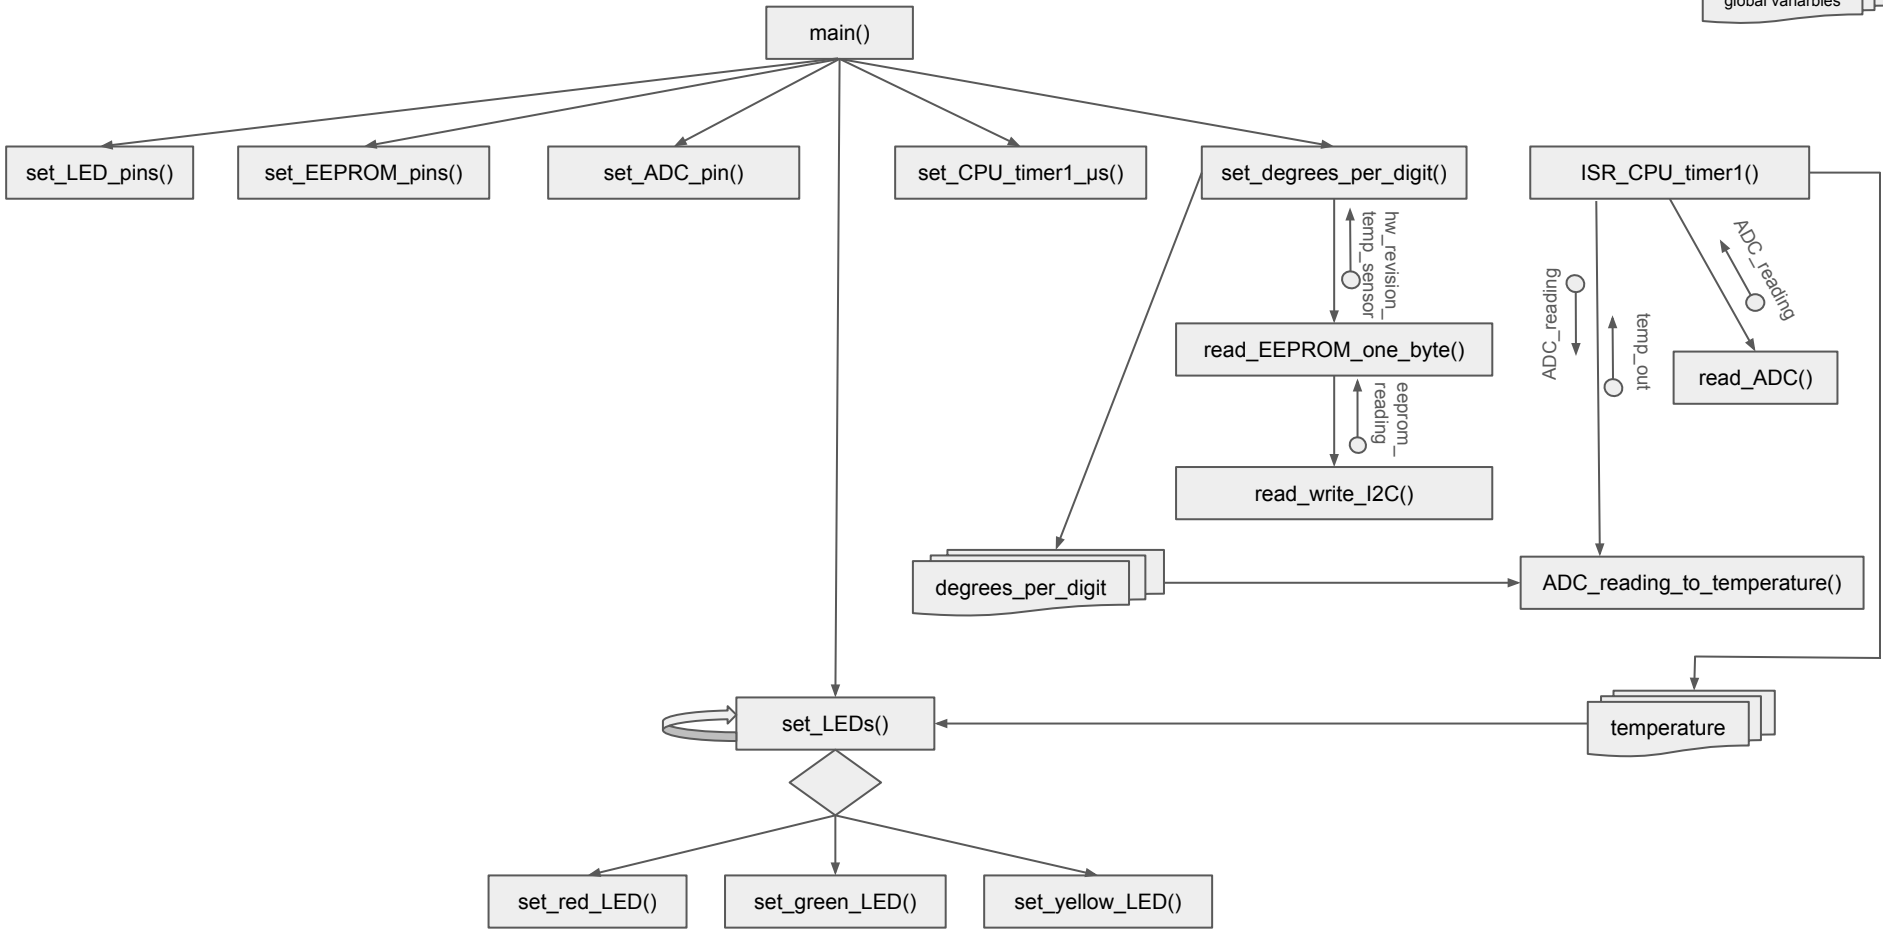 global variarbles
main()
set_LED_pins()
set_EEPROM_pins()
set_ADC_pin()
set_CPU_timer1_µs()
set_degrees_per_digit()
ISR_CPU_timer1()
hw_revision_
temp_sensor
ADC_reading
ADC_reading
temp_out
read_EEPROM_one_byte()
read_ADC()
eeprom_
reading
read_write_I2C()
degrees_per_digit
ADC_reading_to_temperature()
set_LEDs()
temperature
set_red_LED()
set_green_LED()
set_yellow_LED()